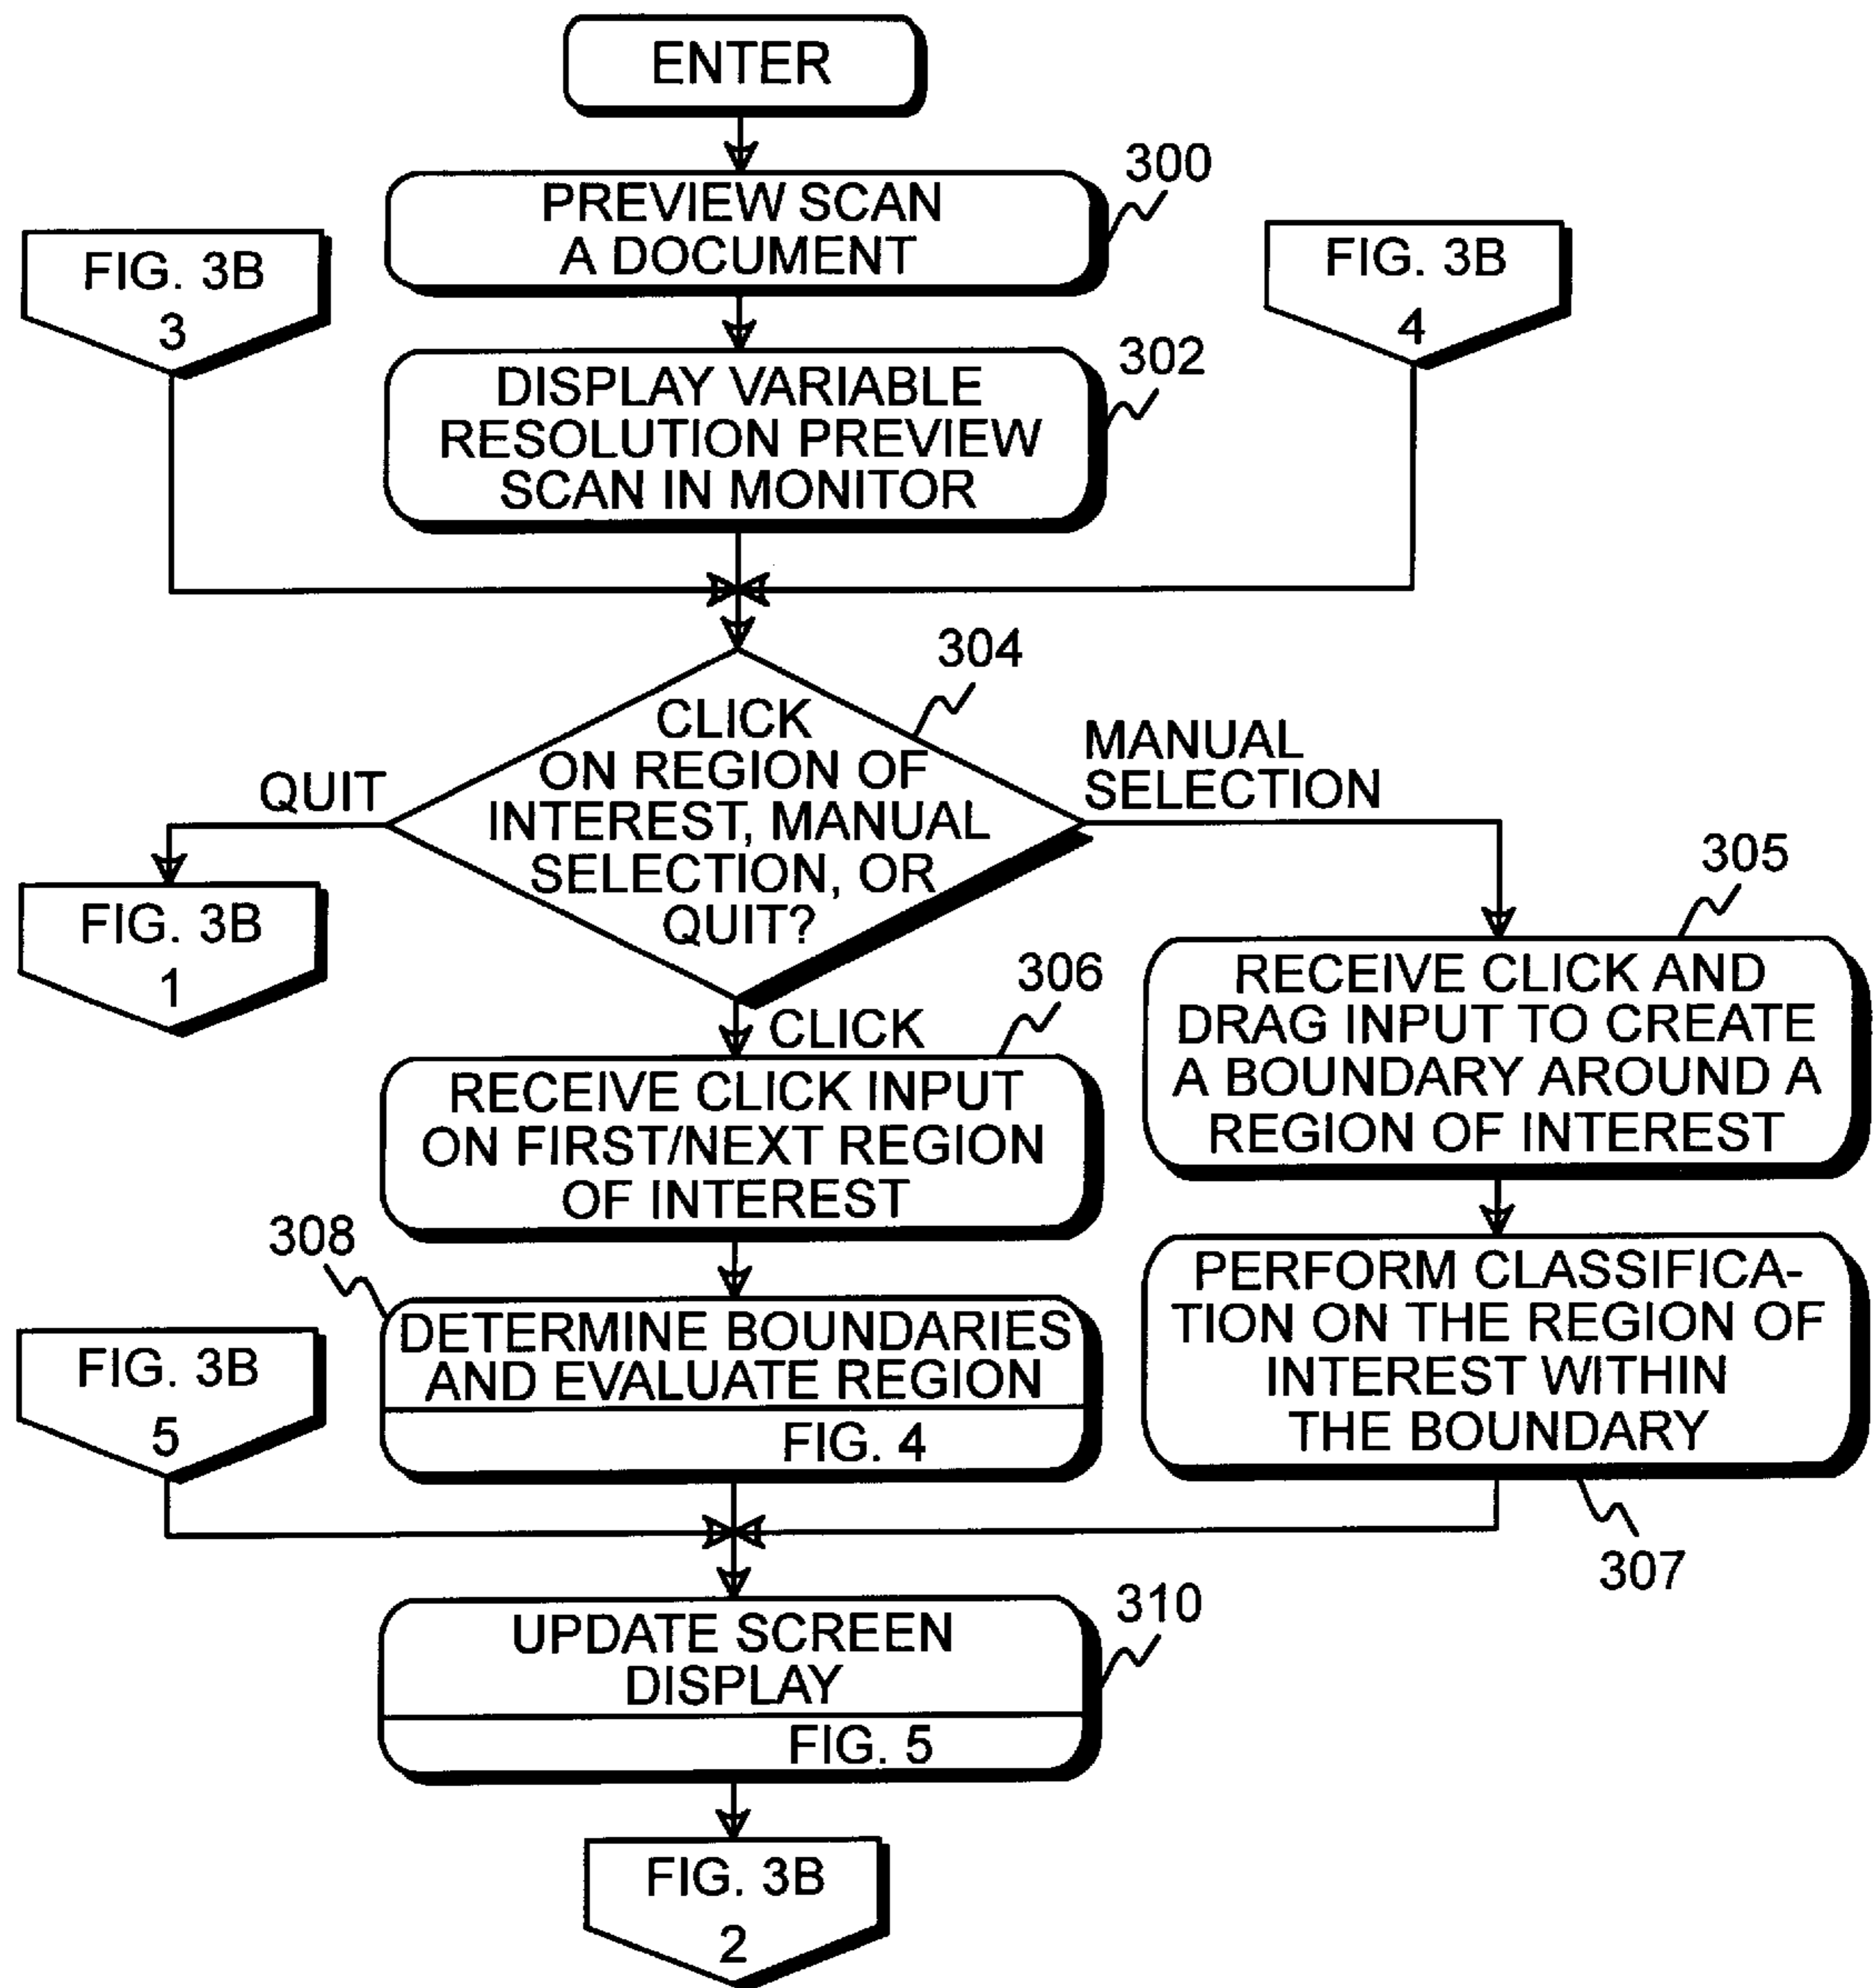 ENTER
300
PREVIEW SCAN
A DOCUMENT
FIG. 3B
3
FIG. 3B
4
302
DISPLAY VARIABLE
RESOLUTION PREVIEW
SCAN IN MONITOR
304
CLICK
ON REGION OF
INTEREST, MANUAL
SELECTION, OR
QUIT?
QUIT
MANUAL
SELECTION
FIG. 3B
1
305
RECEIVE CLICK AND
DRAG INPUT TO CREATE
A BOUNDARY AROUND A
REGION OF INTEREST
306
CLICK
RECEIVE CLICK INPUT
ON FIRST/NEXT REGION
OF INTEREST
308
DETERMINE BOUNDARIES
AND EVALUATE REGION
FIG. 4
PERFORM CLASSIFICA-
TION ON THE REGION OF
INTEREST WITHIN
THE BOUNDARY
307
FIG. 3B
5
310
UPDATE SCREEN
DISPLAY
FIG. 5
FIG. 3B
2